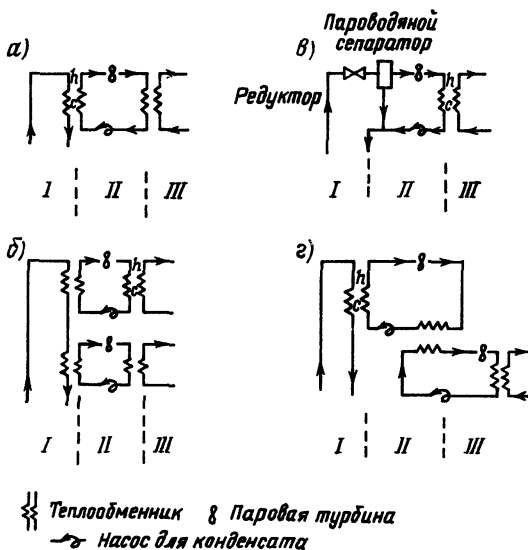 а)
h
c
I II III
в)
Пароводяной
сепаратор
Редуктор
h
c
I II III
б)
h
c
I II III
г)
h
c
I II III
Теплообменник
Паровая турбина
Насос для конденсата